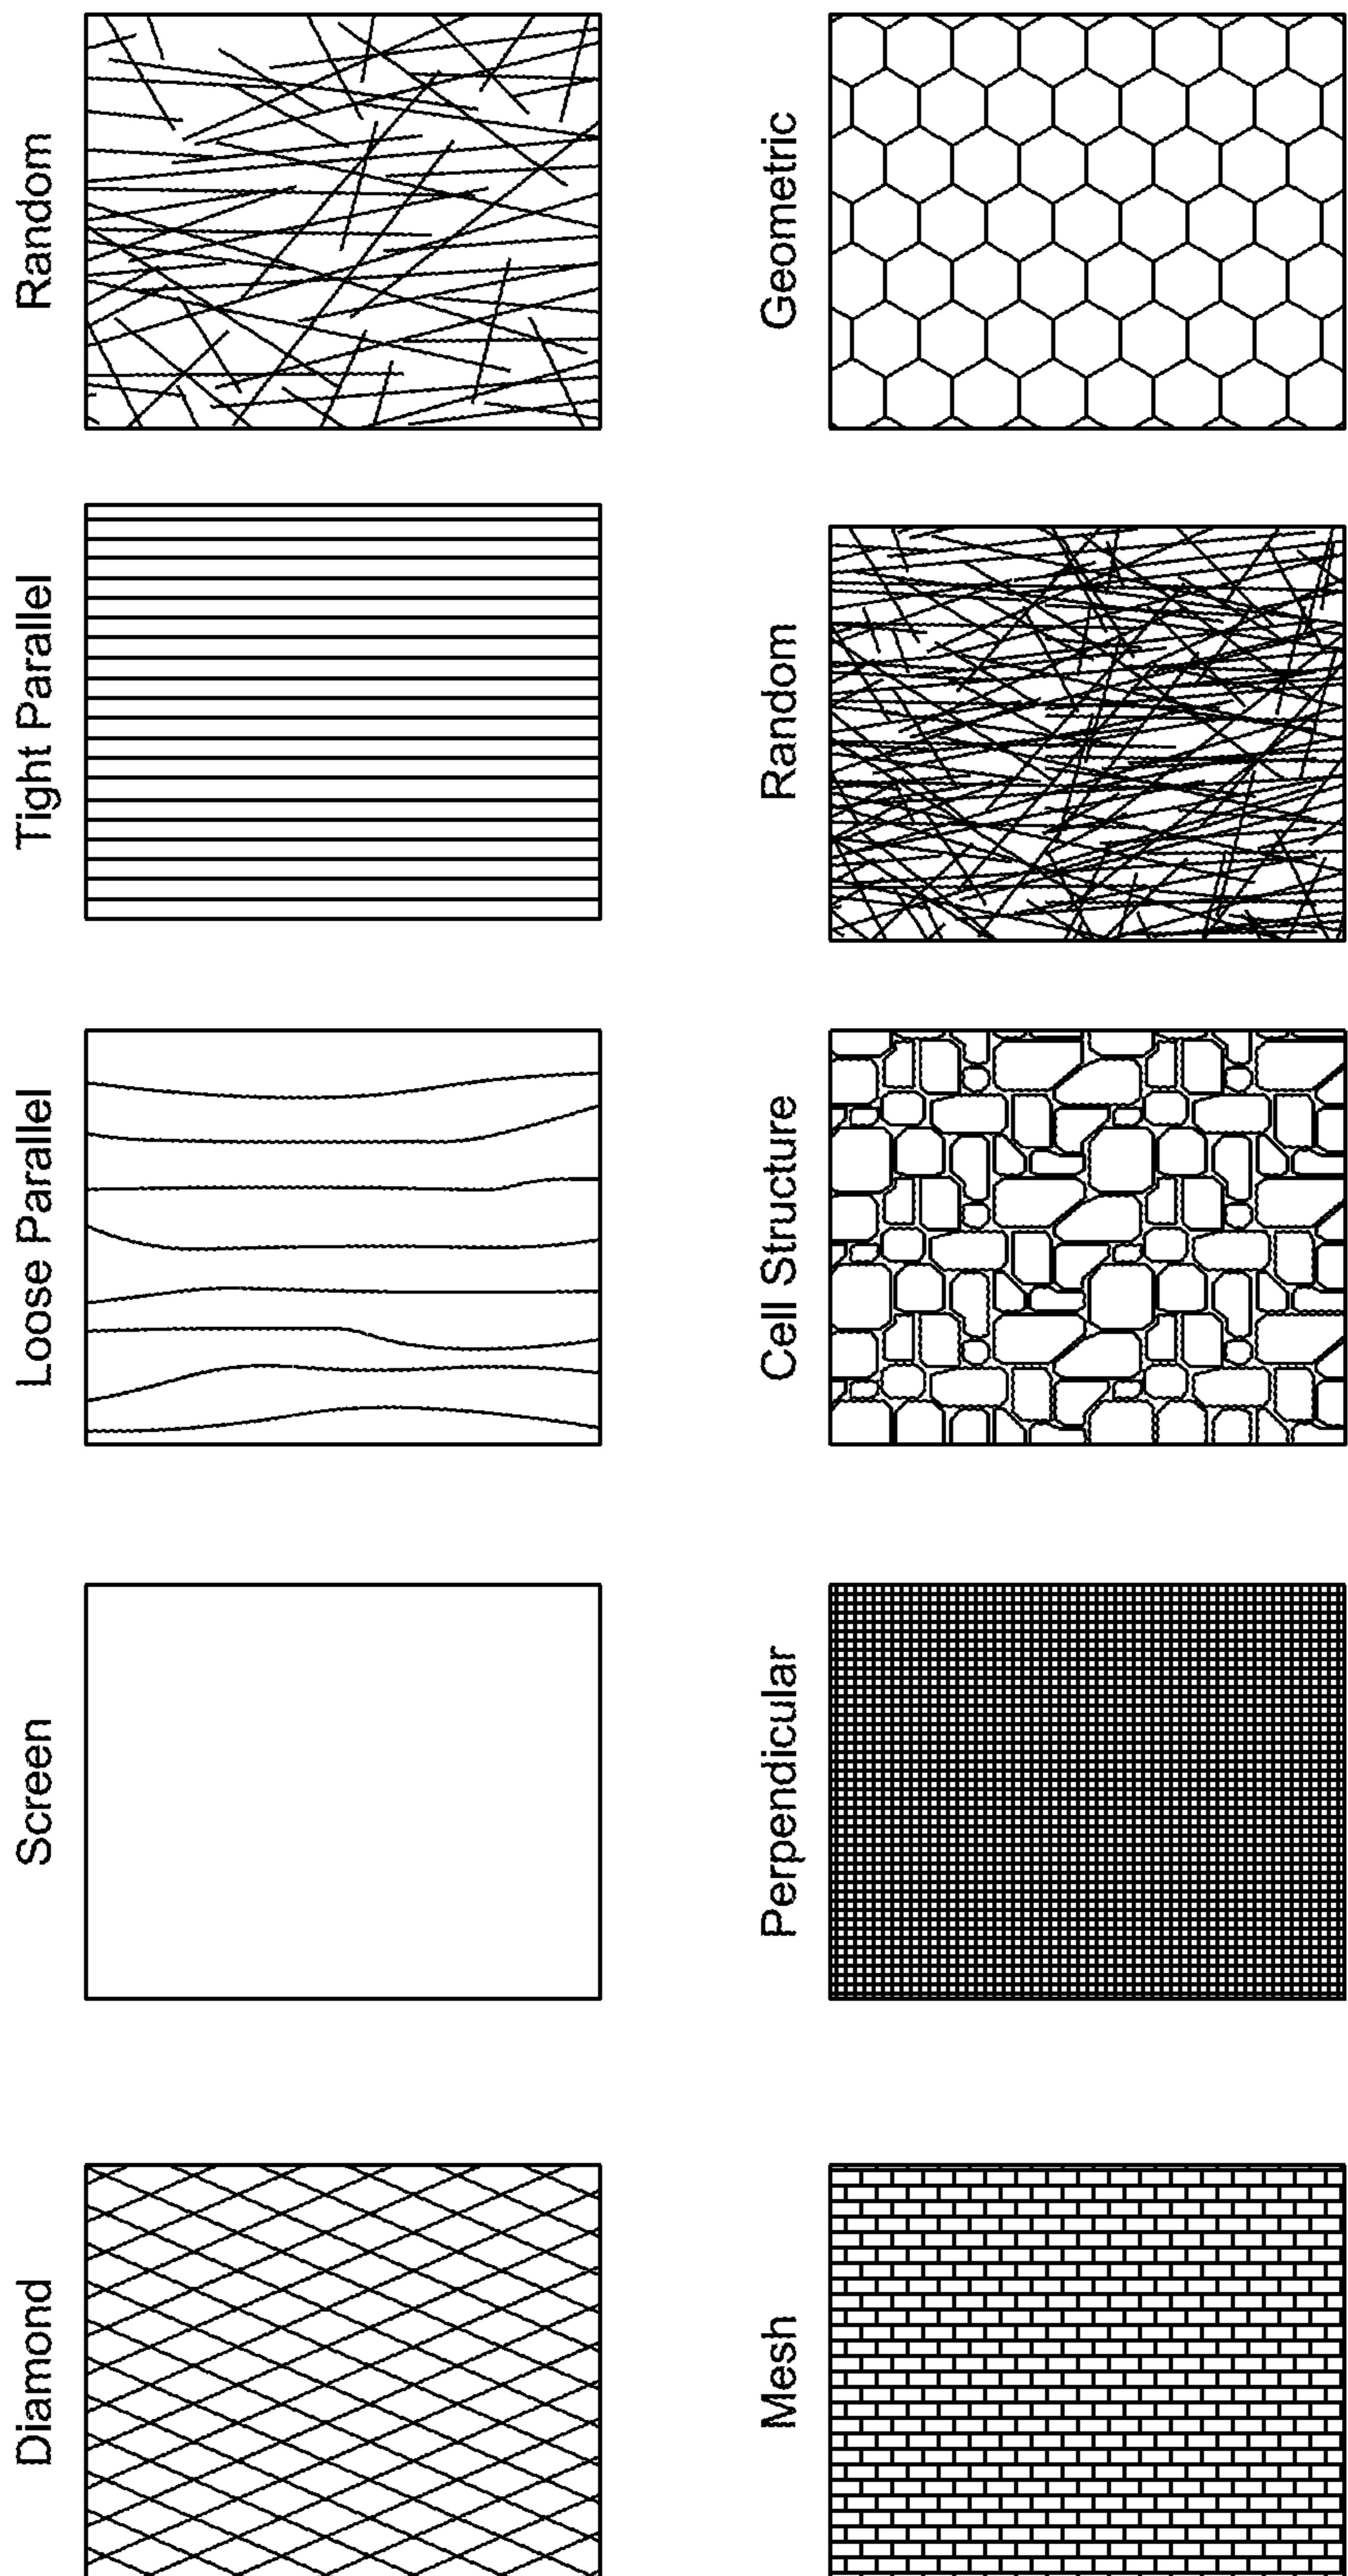 Diamond
Screen
Loose Parallel
Tight Parallel
Random
Mesh
Perpendicular
Cell Structure
Random
Geometric